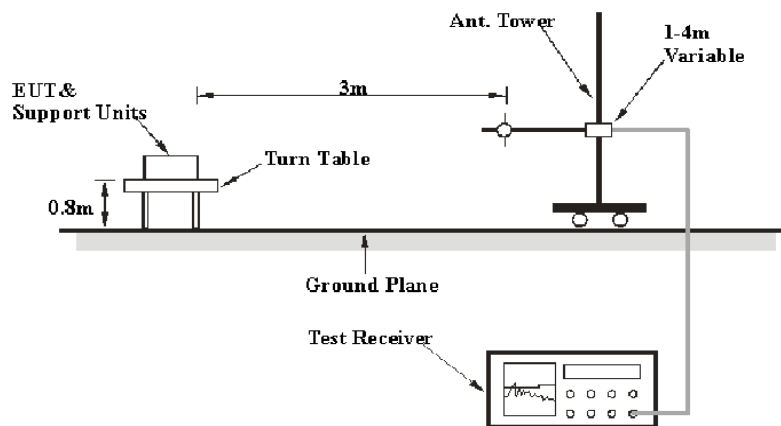 Ant. Tower
1-4m
Variable
EUT &
Support Units
3m
Turn Table
0.8m
Ground Plane
Test Receiver